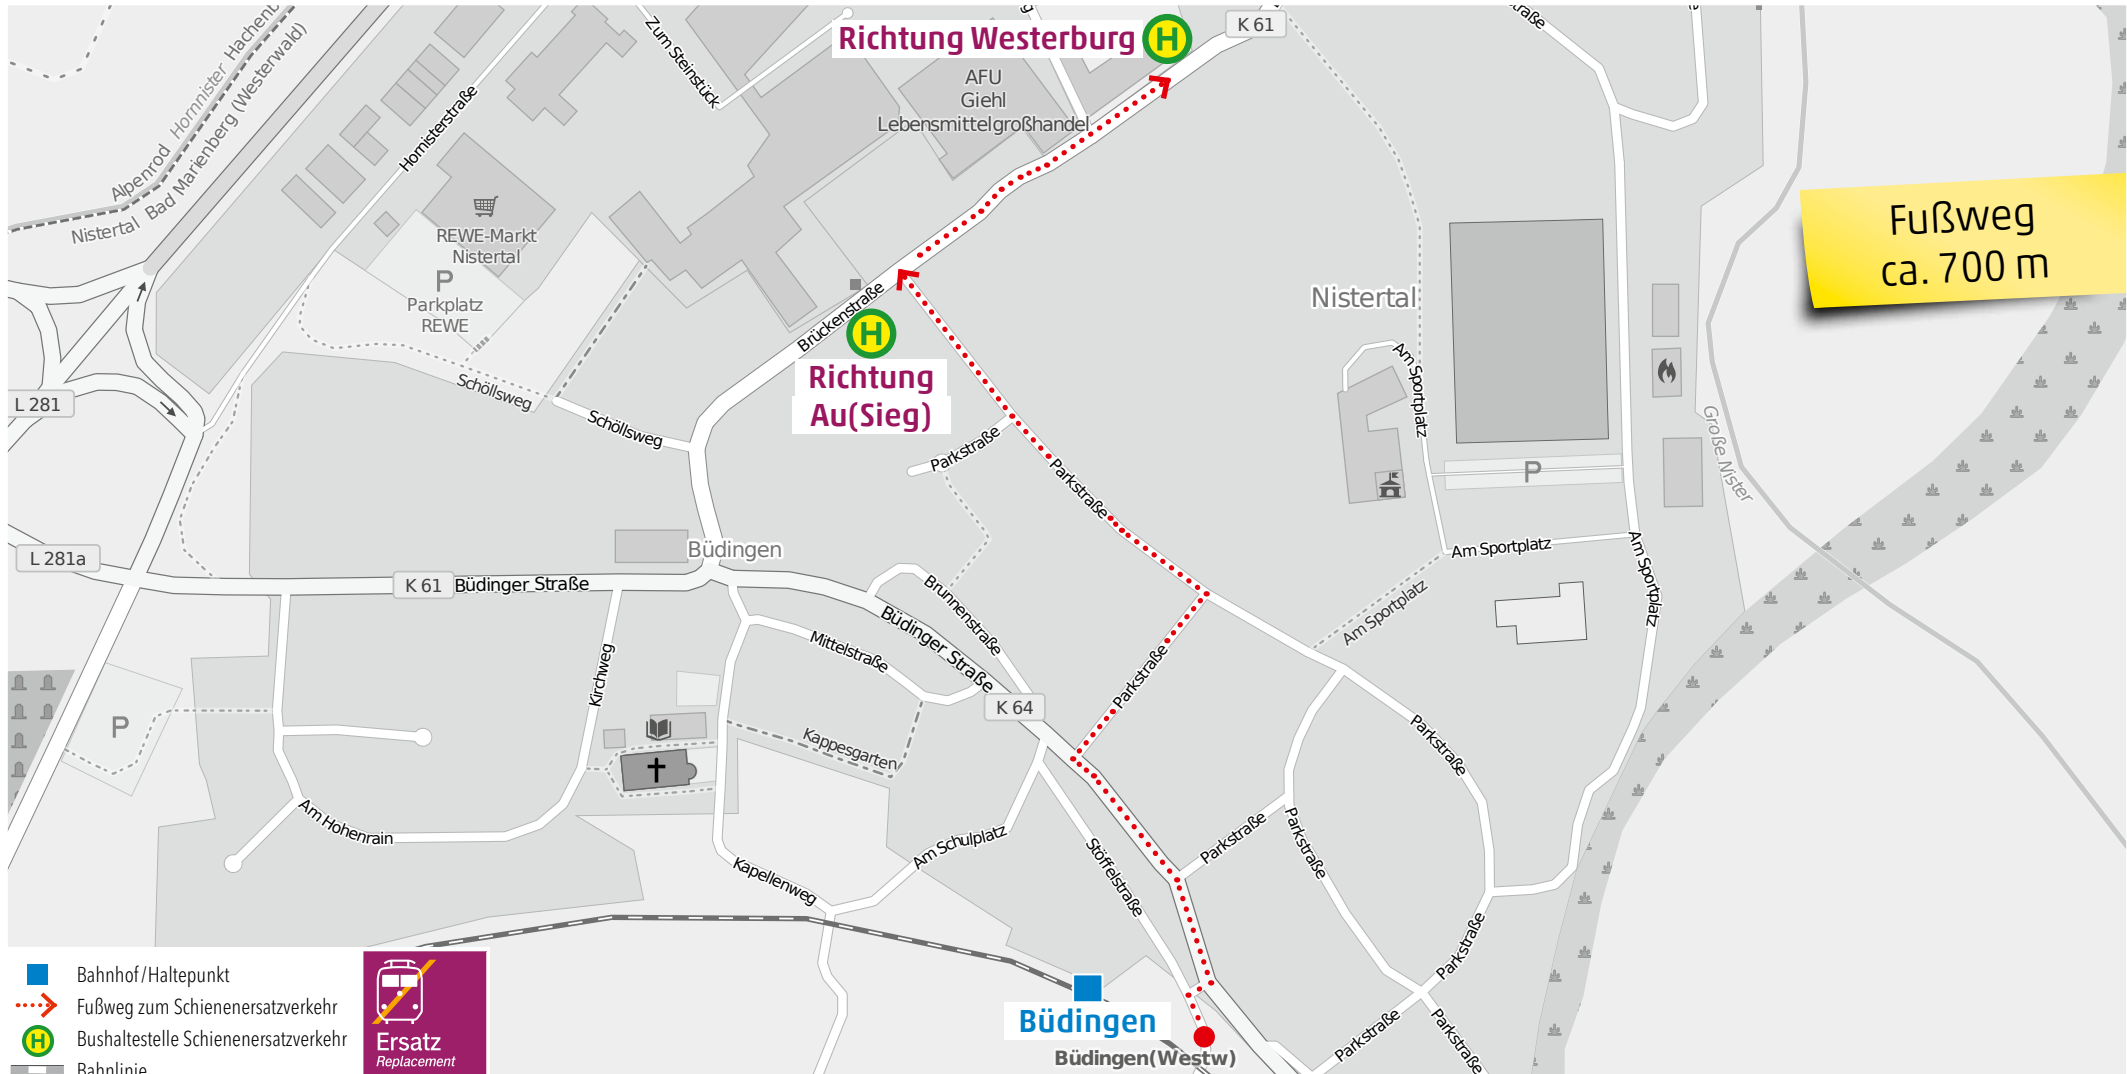 Richtung Westerburg
H
K 61
AFU
Giehl
Lebensmittelgroßhandel
Zum Steinstück
Hornisterstraße
Alpenrod
Hornister
Nistertal
Bad Marienberg (Westerwald)
REWE-Markt
Nistertal
P
Parkplatz
REWE
Fußweg
ca. 700 m
Nistertal
Brückenstraße
H
Richtung
Au(Sieg)
L 281
Schöllsweg
Schöllsweg
Parkstraße
Parkstraße
Am Sportplatz
P
Große Nister
Am Sportplatz
Am Sportplatz
Am Sportplatz
L 281a
Büdingen
K 61
Büdinger Straße
Brunnenstraße
Büdinger Straße
Mittelstraße
Kirchweg
K 64
Parkstraße
Parkstraße
P
Kappesgarten
Am Hohenrain
Am Schulplatz
Kapellenweg
Stöffelstraße
Parkstraße
Parkstraße
Parkstraße
Parkstraße
Parkstraße
Büdingen
Büdingen(Westw)
Bahnhof/Haltepunkt
Fußweg zum Schienenersatzverkehr
H
Bushaltestelle Schienenersatzverkehr
Bahnlinie
Ersatz
Replacement